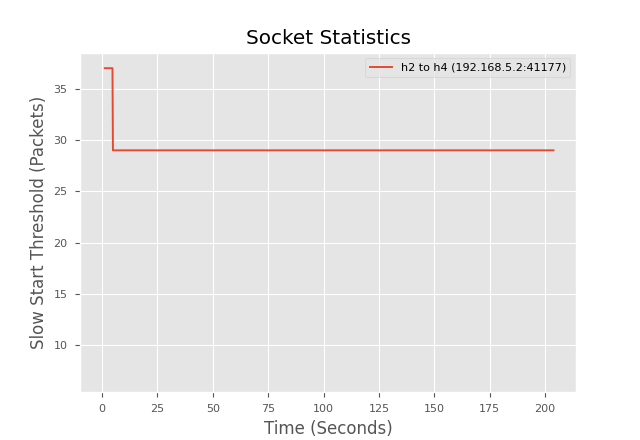 Socket Statistics
h2 to h4 (192.168.5.2:41177)
Slow Start Threshold (Packets)
35
30
25
20
15
10
0 25 50 75 100 125 150 175 200
Time (Seconds)